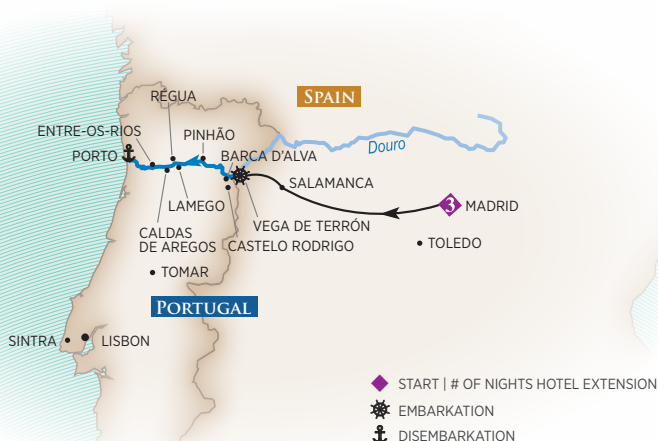 SPAIN
RÉGUA
ENTRE-OS-RIOS
PINHÃO
Douro
PORTO
BARCA D'ALVA
SALAMANCA
LAMEGO
3 MADRID
VEGA DE TERRÓN
CALDAS
DE AREGOS
CASTELO RODRIGO
TOLEDO
TOMAR
PORTUGAL
SINTRA
LISBON
START | # OF NIGHTS HOTEL EXTENSION
EMBARKATION
DISEMBARKATION